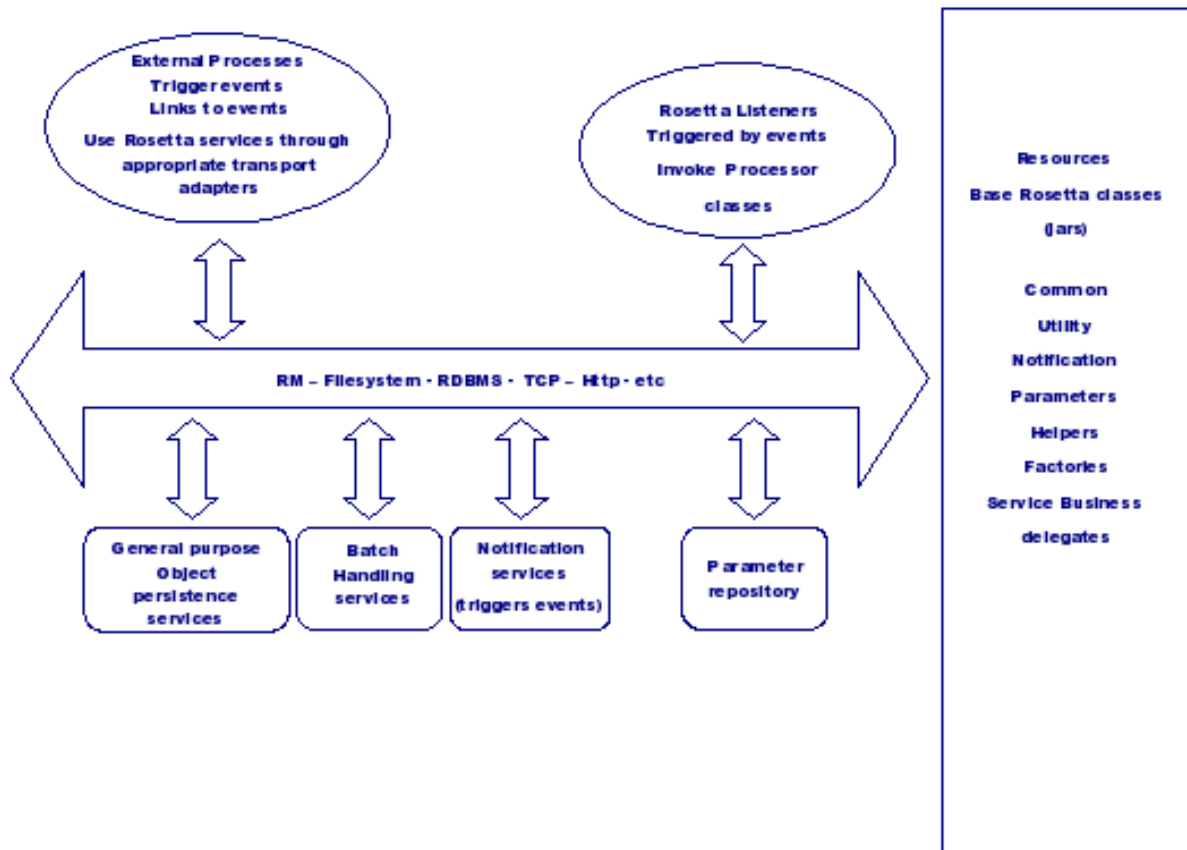 External Processes
Trigger events
Links to events
Use Rosetta services through
appropriate transport
adapters
Rosetta Listeners
Triggered by events
Invoke Processor
classes
RM – Filesystem - RDBMS - TCP – Http - etc
General purpose
Object
persistence
services
Batch
Handling
services
Notification
services
(triggers events)
Parameter
repository
Resources
Base Rosetta classes
(jars)
Common
Utility
Notification
Parameters
Helpers
Factories
Service Business
delegates